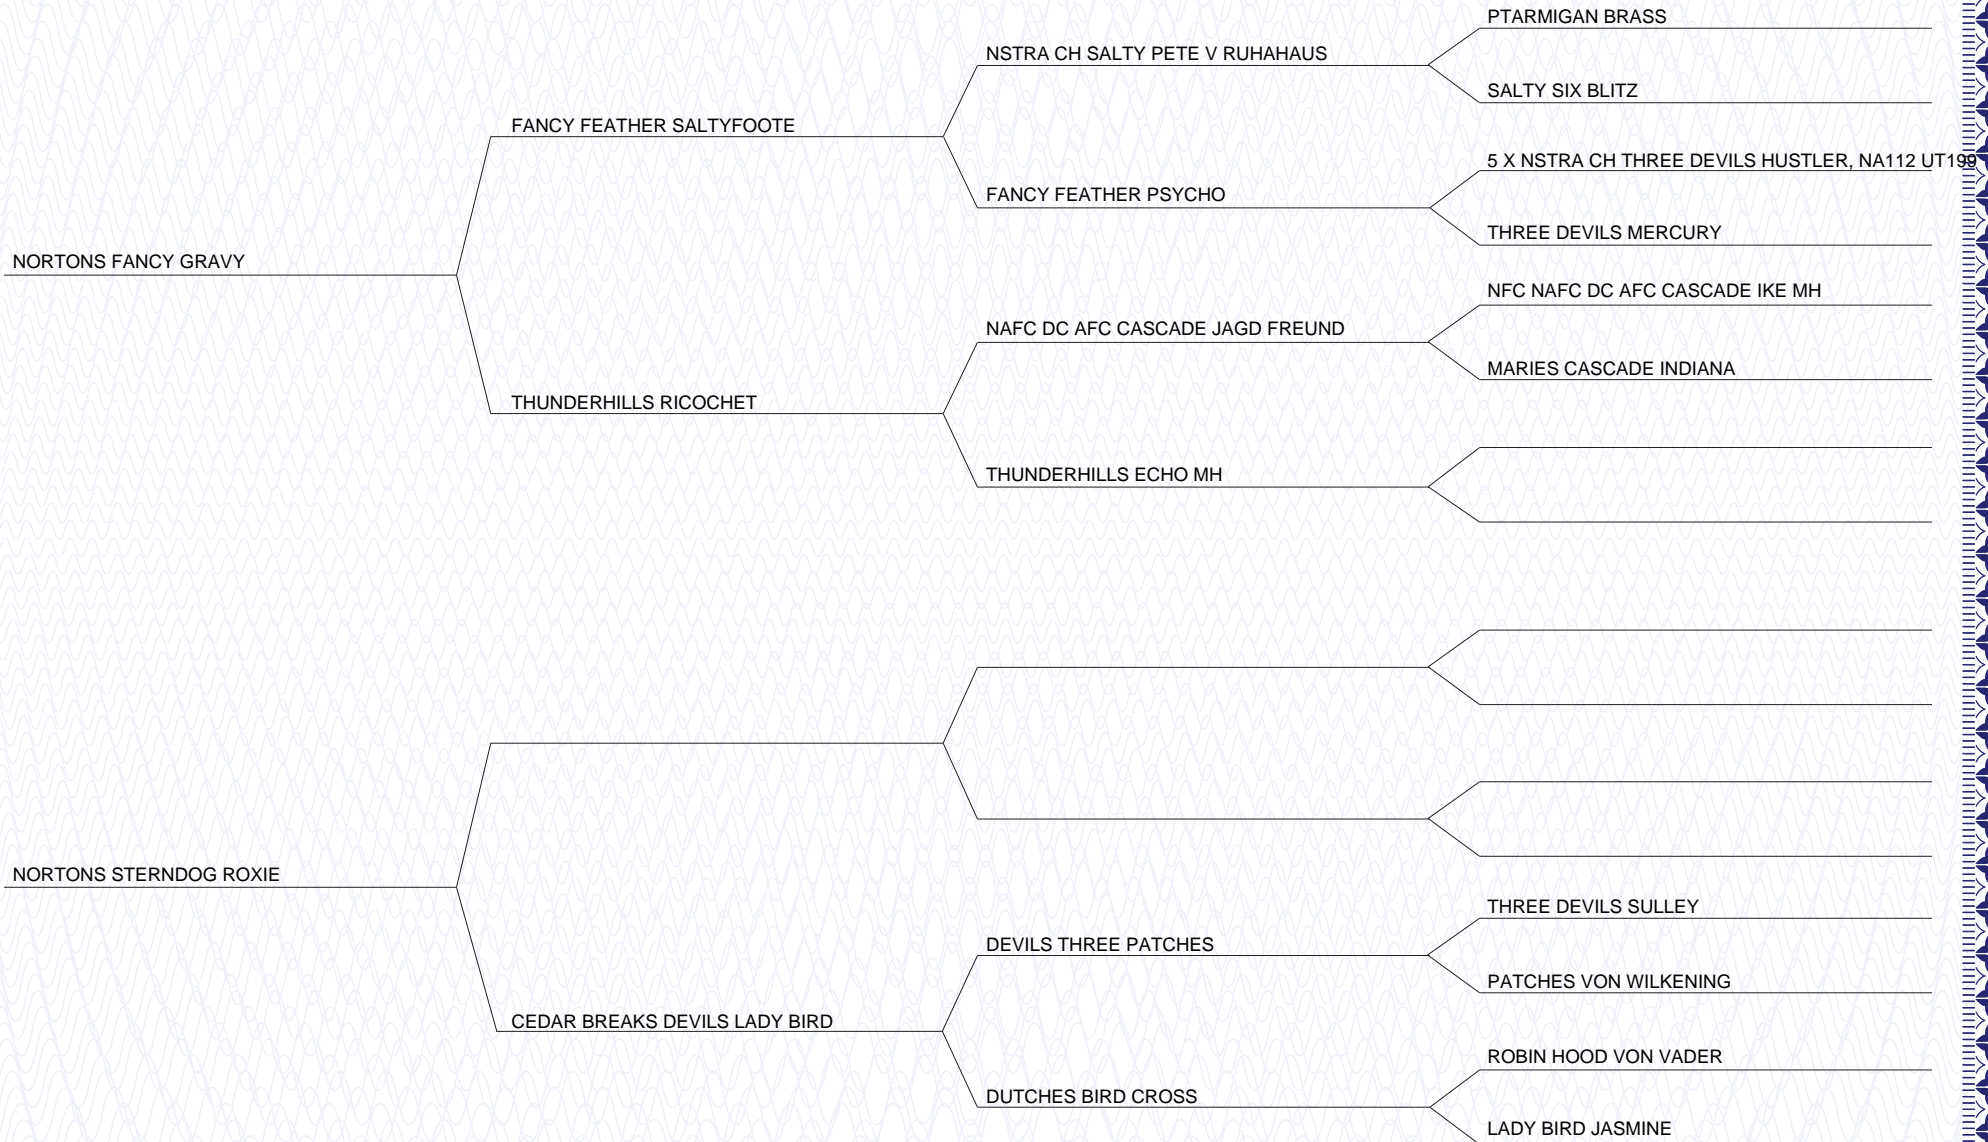 PTARMIGAN BRASS
NSTRA CH SALTY PETE V RUHAHAUS
SALTY SIX BLITZ
FANCY FEATHER SALTYFOOTE
5 X NSTRA CH THREE DEVILS HUSTLER, NA112 UT199
FANCY FEATHER PSYCHO
THREE DEVILS MERCURY
NORTONS FANCY GRAVY
NFC NAFC DC AFC CASCADE IKE MH
NAFC DC AFC CASCADE JAGD FREUND
MARIES CASCADE INDIANA
THUNDERHILLS RICOCHET
THUNDERHILLS ECHO MH
NORTONS STERNDOG ROXIE
THREE DEVILS SULLEY
DEVILS THREE PATCHES
PATCHES VON WILKENING
CEDAR BREAKS DEVILS LADY BIRD
ROBIN HOOD VON VADER
DUTCHES BIRD CROSS
LADY BIRD JASMINE